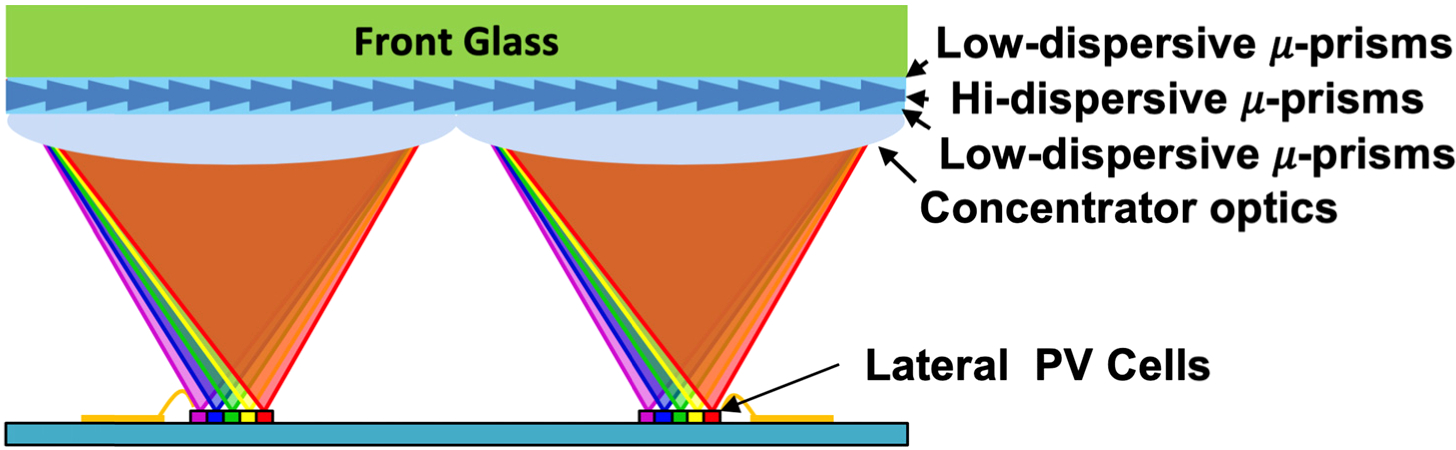 Front Glass
Low-dispersive μ-prisms
Hi-dispersive μ-prisms
Low-dispersive μ-prisms
Concentrator optics
Lateral PV Cells